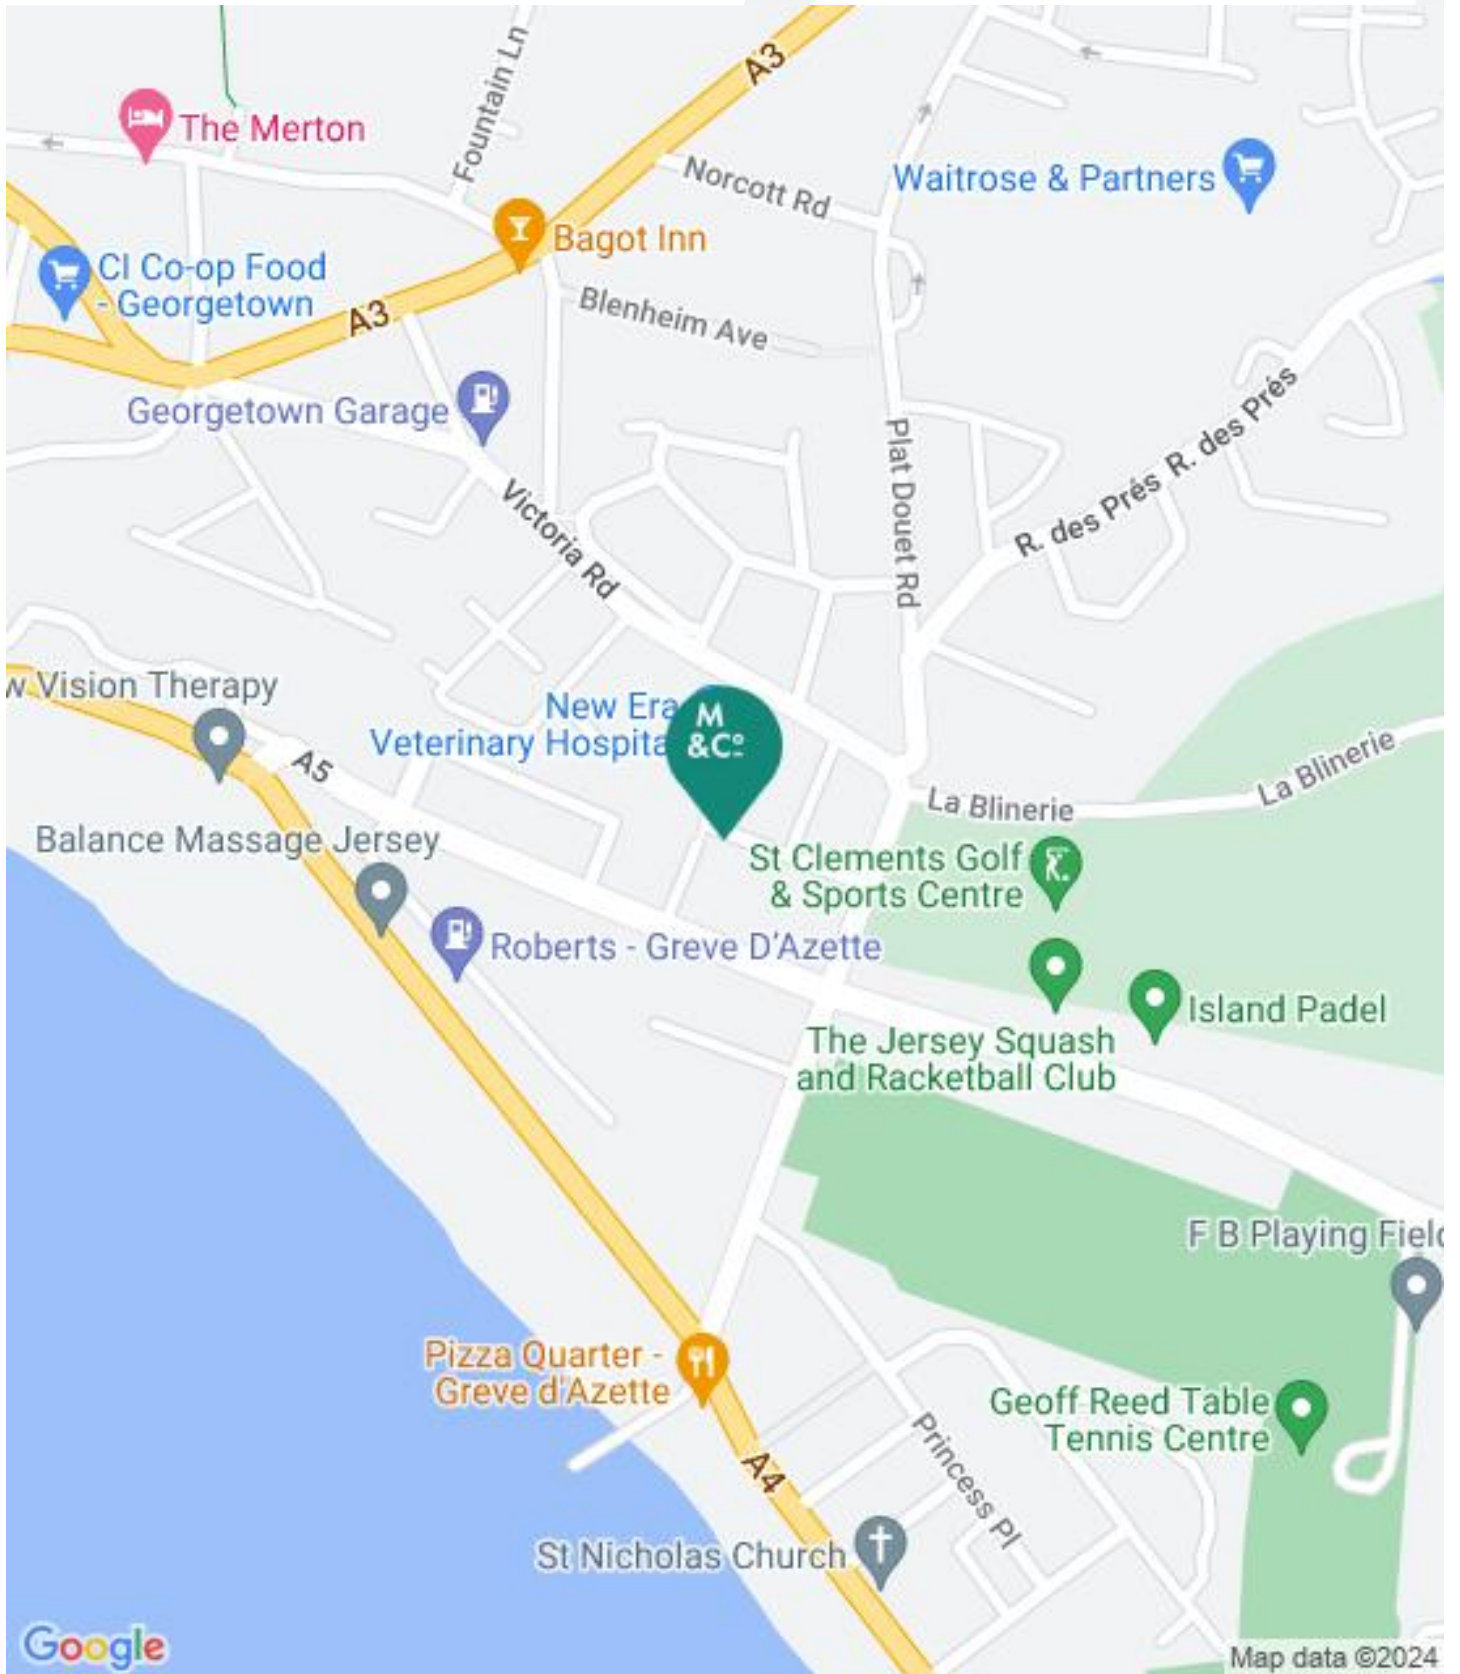 Fountain Ln
A3
The Merton
Norcott Rd
Waitrose & Partners
Bagot Inn
CI Co-op Food
- Georgetown
A3
Blenheim Ave
Georgetown Garage
Plat Douet Rd
R. des Prés
R. des Prés
Victoria Rd
w Vision Therapy
New Era
Veterinary Hospita
M
&Co
A5
La Blinerie
La Blinerie
Balance Massage Jersey
St Clements Golf
& Sports Centre
Roberts - Greve D'Azette
Island Padel
The Jersey Squash
and Racketball Club
F B Playing Field
Pizza Quarter -
Greve d'Azette
Geoff Reed Table
Tennis Centre
Princess Pl
A4
St Nicholas Church
Google
Map data ©2024